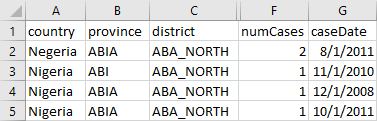 A B C F G
1 country province district numCases caseDate
2 Negeria ABIA ABA_NORTH 2 8/1/2011
3 Nigeria ABI ABA_NORTH 1 11/1/2010
4 Nigeria ABIA ABA_NORTH 1 12/1/2008
5 Nigeria ABIA ABA_NORTH 1 10/1/2011